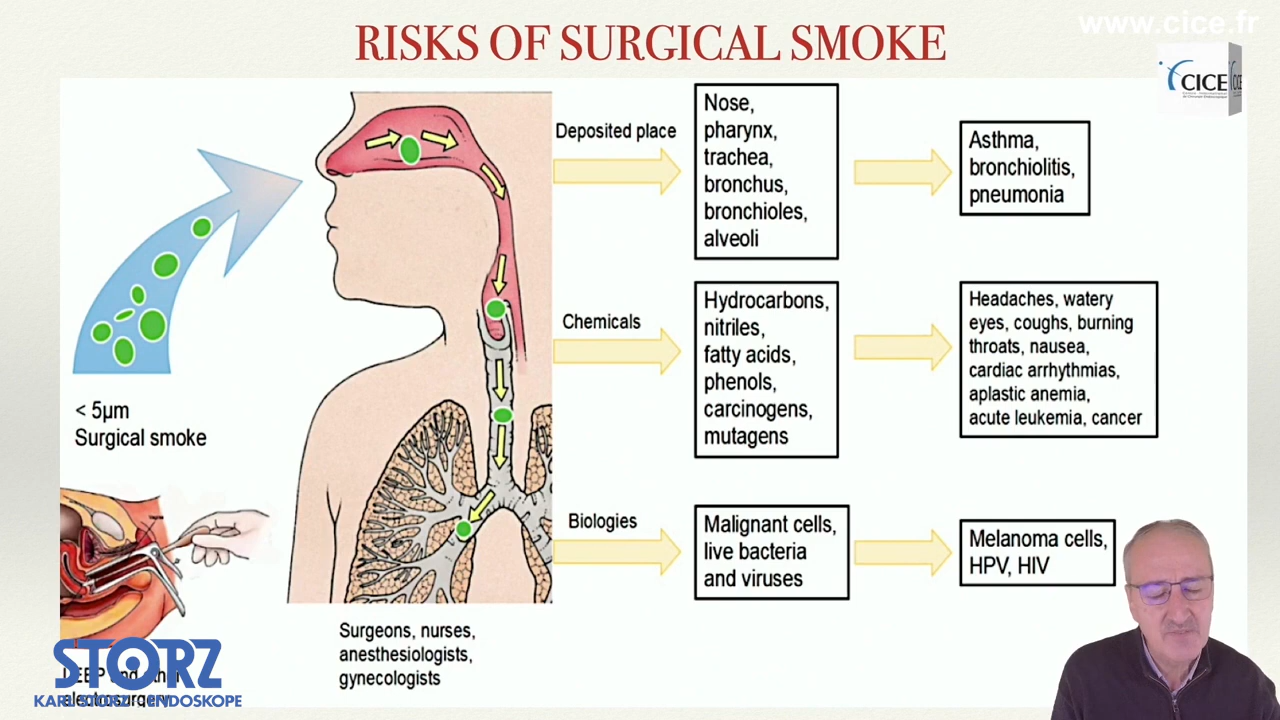 RISKS OF SURGICAL SMOKE
www.cice.fr
CICE
Deposited place
Nose,
pharynx,
trachea,
bronchus,
bronchioles,
alveoli
Asthma,
bronchiolitis,
pneumonia
Chemicals
Hydrocarbons,
nitriles,
fatty acids,
phenols,
carcinogens,
mutagens
Headaches, watery
eyes, coughs, burning
throats, nausea,
cardiac arrhythmias,
aplastic anemia,
acute leukemia, cancer
< 5µm
Surgical smoke
Biologies
Malignant cells,
live bacteria
and viruses
Melanoma cells,
HPV, HIV
Surgeons, nurses,
anesthesiologists,
gynecologists
STORZ
KARL STORZ - ENDOSKOPE
electrosurgery